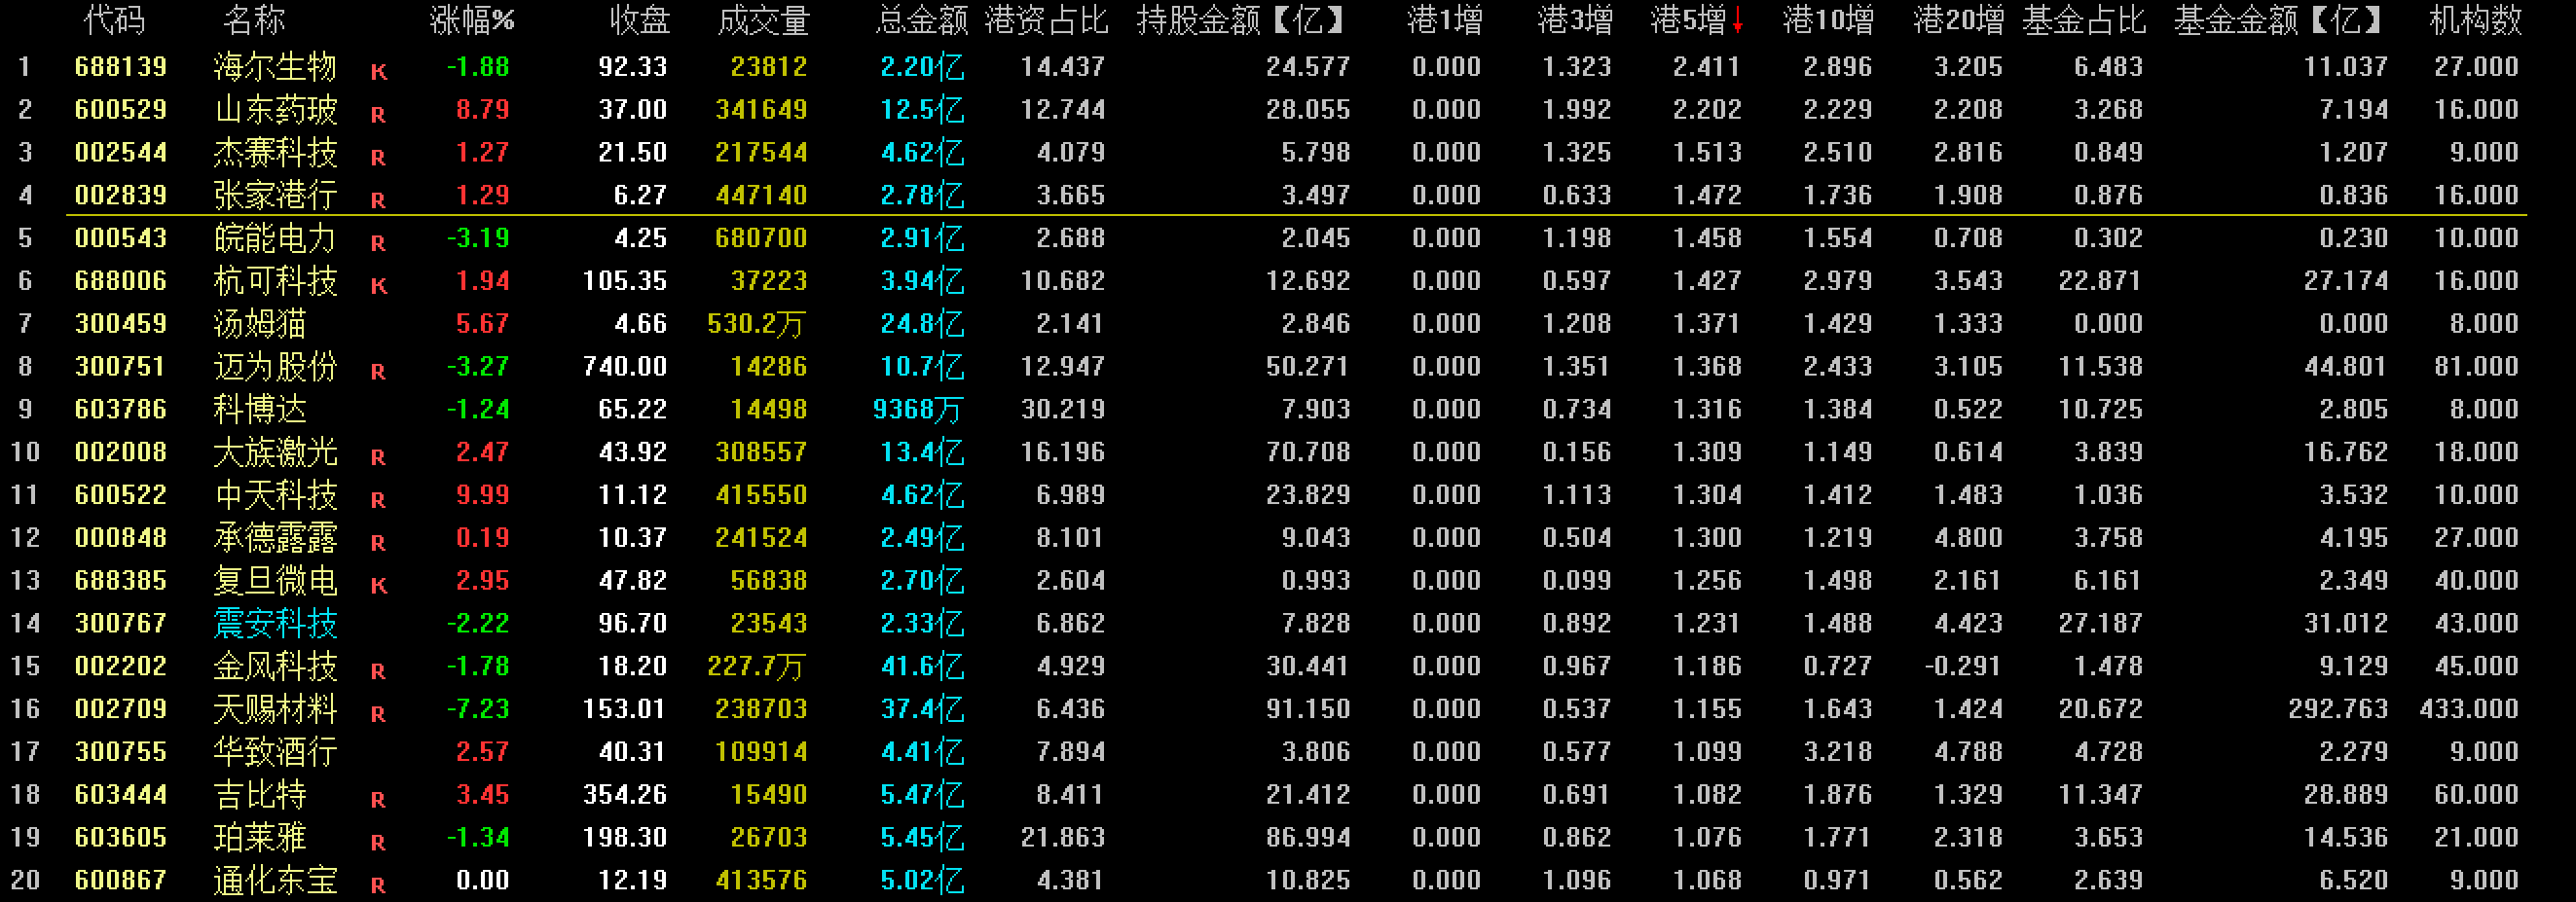 代码 名称 涨幅% 收盘 成交量 总金额 港资占比 持股金额【亿】 港1增 港3增 港5增↓ 港10增 港20增 基金占比 基金金额【亿】 机构数
1 688139 海尔生物 K -1.88 92.33 23812 2.20亿 14.437 24.577 0.000 1.323 2.411 2.896 3.205 6.483 11.037 27.000
2 600529 山东药玻 R 8.79 37.00 341649 12.5亿 12.744 28.055 0.000 1.992 2.202 2.229 2.208 3.268 7.194 16.000
3 002544 杰赛科技 R 1.27 21.50 217544 4.62亿 4.079 5.798 0.000 1.325 1.513 2.510 2.816 0.849 1.207 9.000
4 002839 张家港行 R 1.29 6.27 447140 2.78亿 3.665 3.497 0.000 0.633 1.472 1.736 1.908 0.876 0.836 16.000
5 000543 皖能电力 R -3.19 4.25 680700 2.91亿 2.688 2.045 0.000 1.198 1.458 1.554 0.708 0.302 0.230 10.000
6 688006 杭可科技 K 1.94 105.35 37223 3.94亿 10.682 12.692 0.000 0.597 1.427 2.979 3.543 22.871 27.174 16.000
7 300459 汤姆猫 5.67 4.66 530.2万 24.8亿 2.141 2.846 0.000 1.208 1.371 1.429 1.333 0.000 0.000 8.000
8 300751 迈为股份 R -3.27 740.00 14286 10.7亿 12.947 50.271 0.000 1.351 1.368 2.433 3.105 11.538 44.801 81.000
9 603786 科博达 -1.24 65.22 14498 9368万 30.219 7.903 0.000 0.734 1.316 1.384 0.522 10.725 2.805 8.000
10 002008 大族激光 R 2.47 43.92 308557 13.4亿 16.196 70.708 0.000 0.156 1.309 1.149 0.614 3.839 16.762 18.000
11 600522 中天科技 R 9.99 11.12 415550 4.62亿 6.989 23.829 0.000 1.113 1.304 1.412 1.483 1.036 3.532 10.000
12 000848 承德露露 R 0.19 10.37 241524 2.49亿 8.101 9.043 0.000 0.504 1.300 1.219 4.800 3.758 4.195 27.000
13 688385 复旦微电 K 2.95 47.82 56838 2.70亿 2.604 0.993 0.000 0.099 1.256 1.498 2.161 6.161 2.349 40.000
14 300767 震安科技 -2.22 96.70 23543 2.33亿 6.862 7.828 0.000 0.892 1.231 1.488 4.423 27.187 31.012 43.000
15 002202 金风科技 R -1.78 18.20 227.7万 41.6亿 4.929 30.441 0.000 0.967 1.186 0.727 -0.291 1.478 9.129 45.000
16 002709 天赐材料 R -7.23 153.01 238703 37.4亿 6.436 91.150 0.000 0.537 1.155 1.643 1.424 20.672 292.763 433.000
17 300755 华致酒行 2.57 40.31 109914 4.41亿 7.894 3.806 0.000 0.577 1.099 3.218 4.788 4.728 2.279 9.000
18 603444 吉比特 R 3.45 354.26 15490 5.47亿 8.411 21.412 0.000 0.691 1.082 1.876 1.329 11.347 28.889 60.000
19 603605 珀莱雅 R -1.34 198.30 26703 5.45亿 21.863 86.994 0.000 0.862 1.076 1.771 2.318 3.653 14.536 21.000
20 600867 通化东宝 R 0.00 12.19 413576 5.02亿 4.381 10.825 0.000 1.096 1.068 0.971 0.562 2.639 6.520 9.000